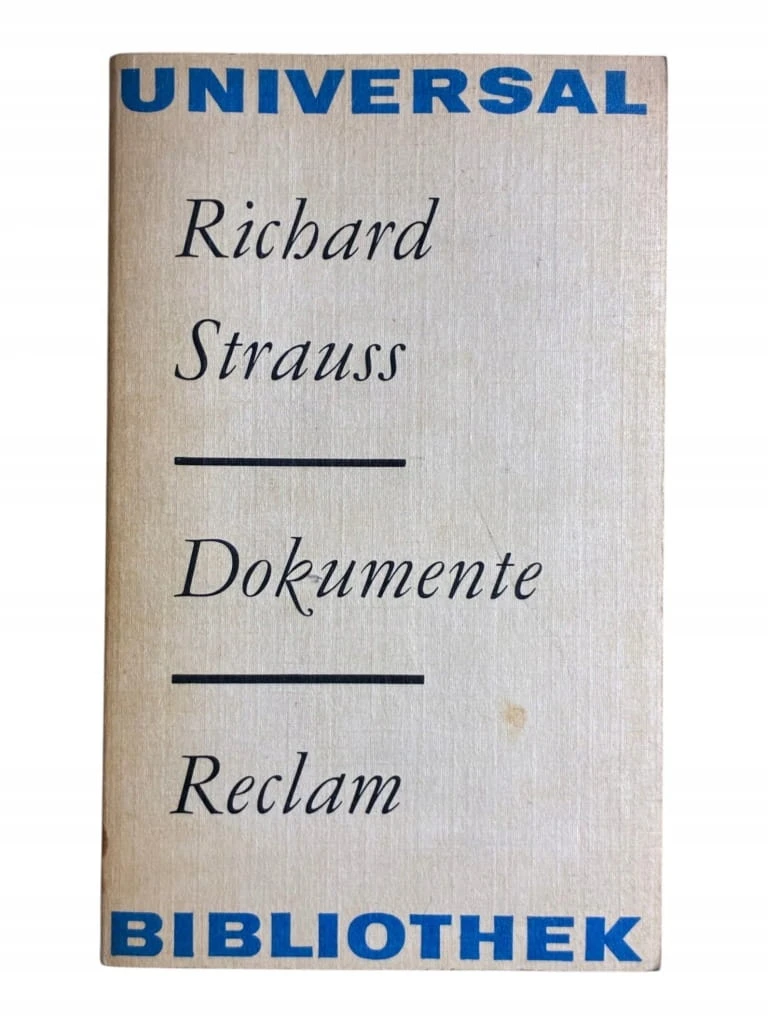 UNIVERSAL
Richard
Strauss
Dokumente
Reclam
BIBLIOTHEK